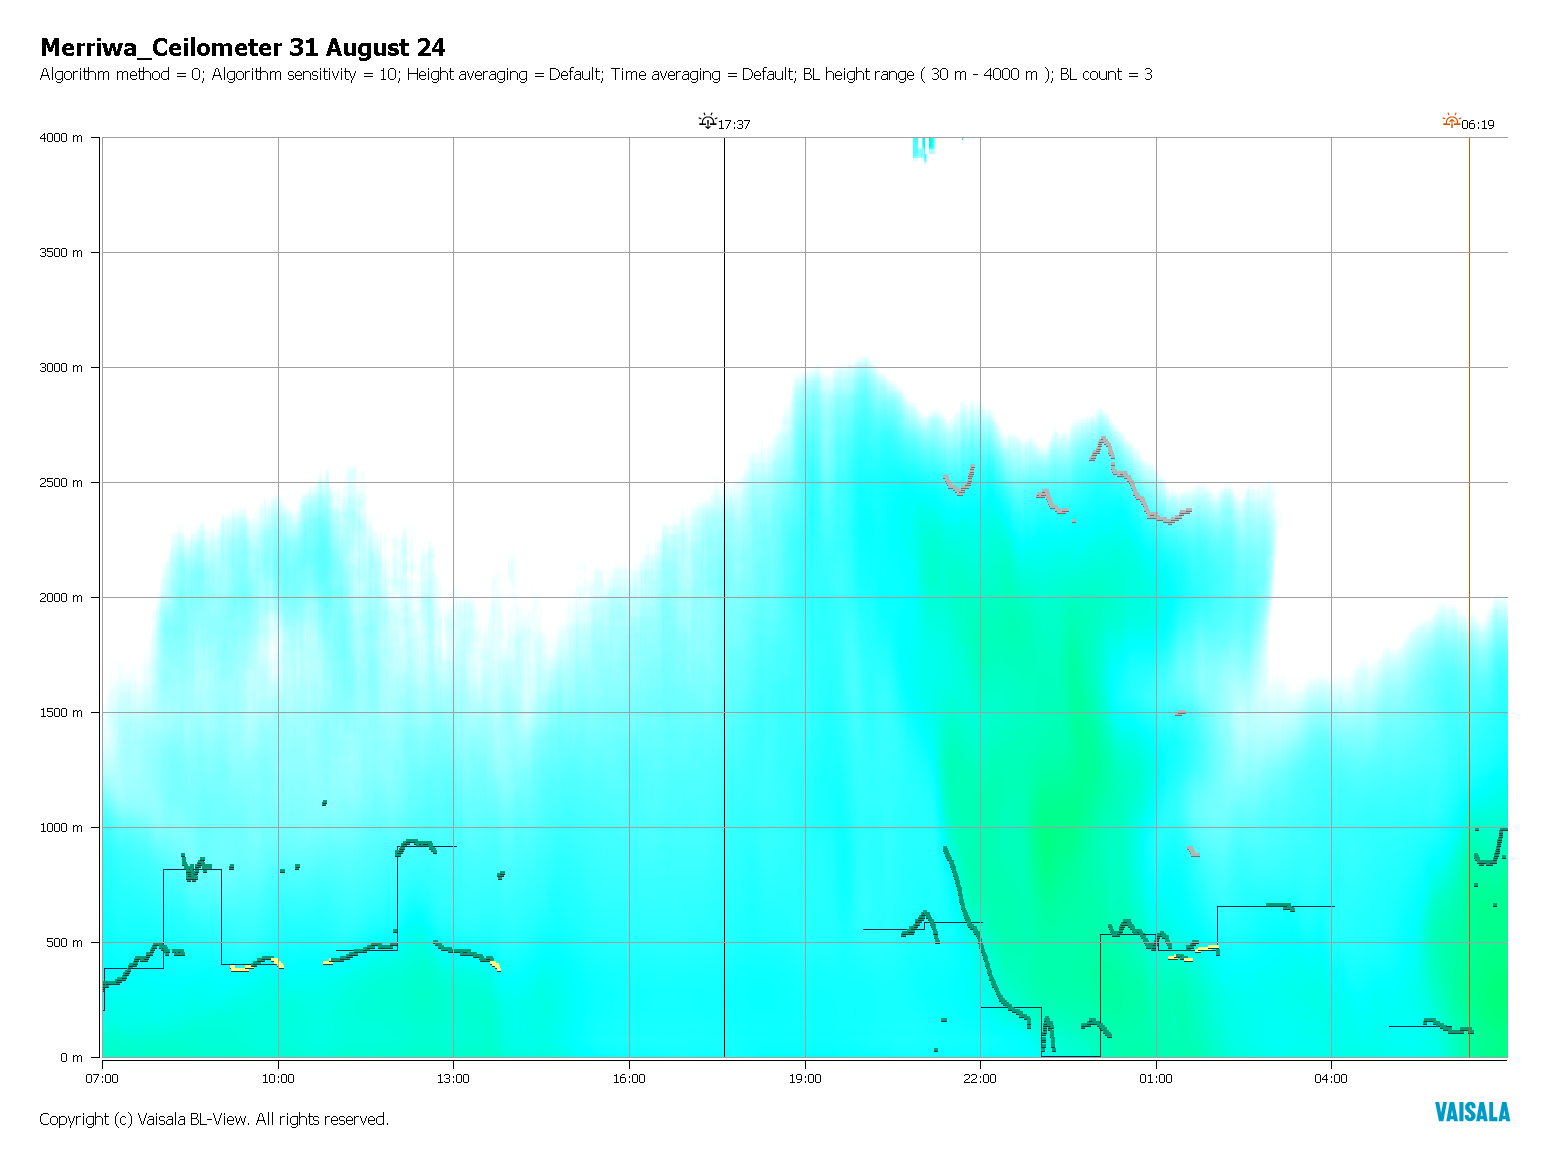 Merriwa_Ceilometer 31 August 24
Algorithm method = 0; Algorithm sensitivity = 10; Height averaging = Default; Time averaging = Default; BL height range ( 30 m - 4000 m ); BL count = 3
17:37
06:19
4000 m
3500 m
3000 m
2500 m
2000 m
1500 m
1000 m
500 m
0 m
07:00 10:00 13:00 16:00 19:00 22:00 01:00 04:00
Copyright (c) Vaisala BL-View. All rights reserved.
VAISALA